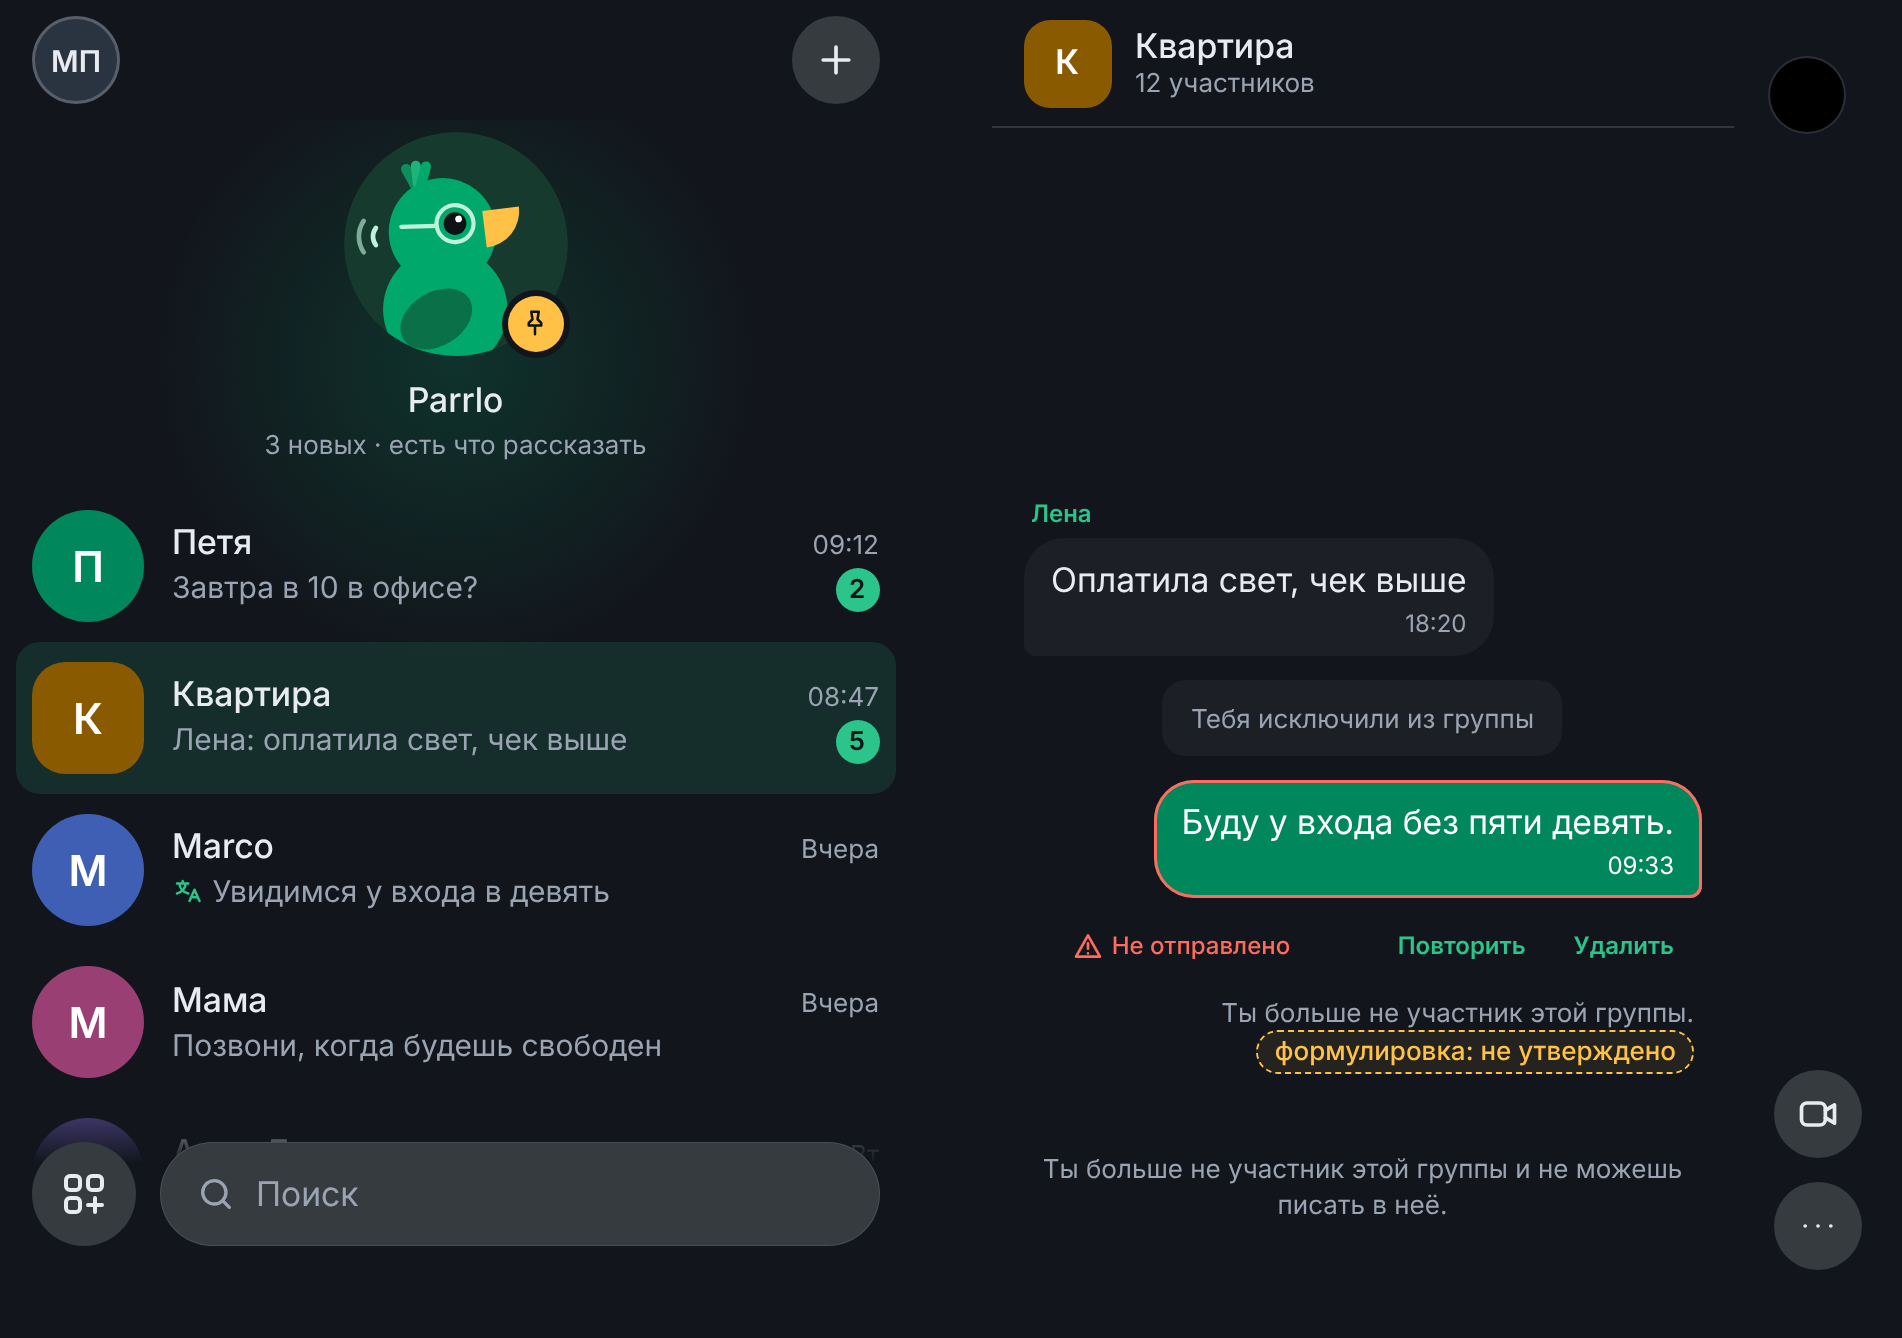 МП
Parrlo
3 новых · есть что рассказать
П
Петя
09:12
Завтра в 10 в офисе?
2
К
Квартира
08:47
Лена: оплатила свет, чек выше
5
M
Marco
Вчера
Увидимся у входа в девять
М
Мама
Вчера
Позвони, когда будешь свободен
Поиск
К
Квартира
12 участников
Лена
Оплатила свет, чек выше
18:20
Тебя исключили из группы
Буду у входа без пяти девять.
09:33
Не отправлено
Повторить
Удалить
Ты больше не участник этой группы.
формулировка: не утверждено
Ты больше не участник этой группы и не можешь
писать в неё.